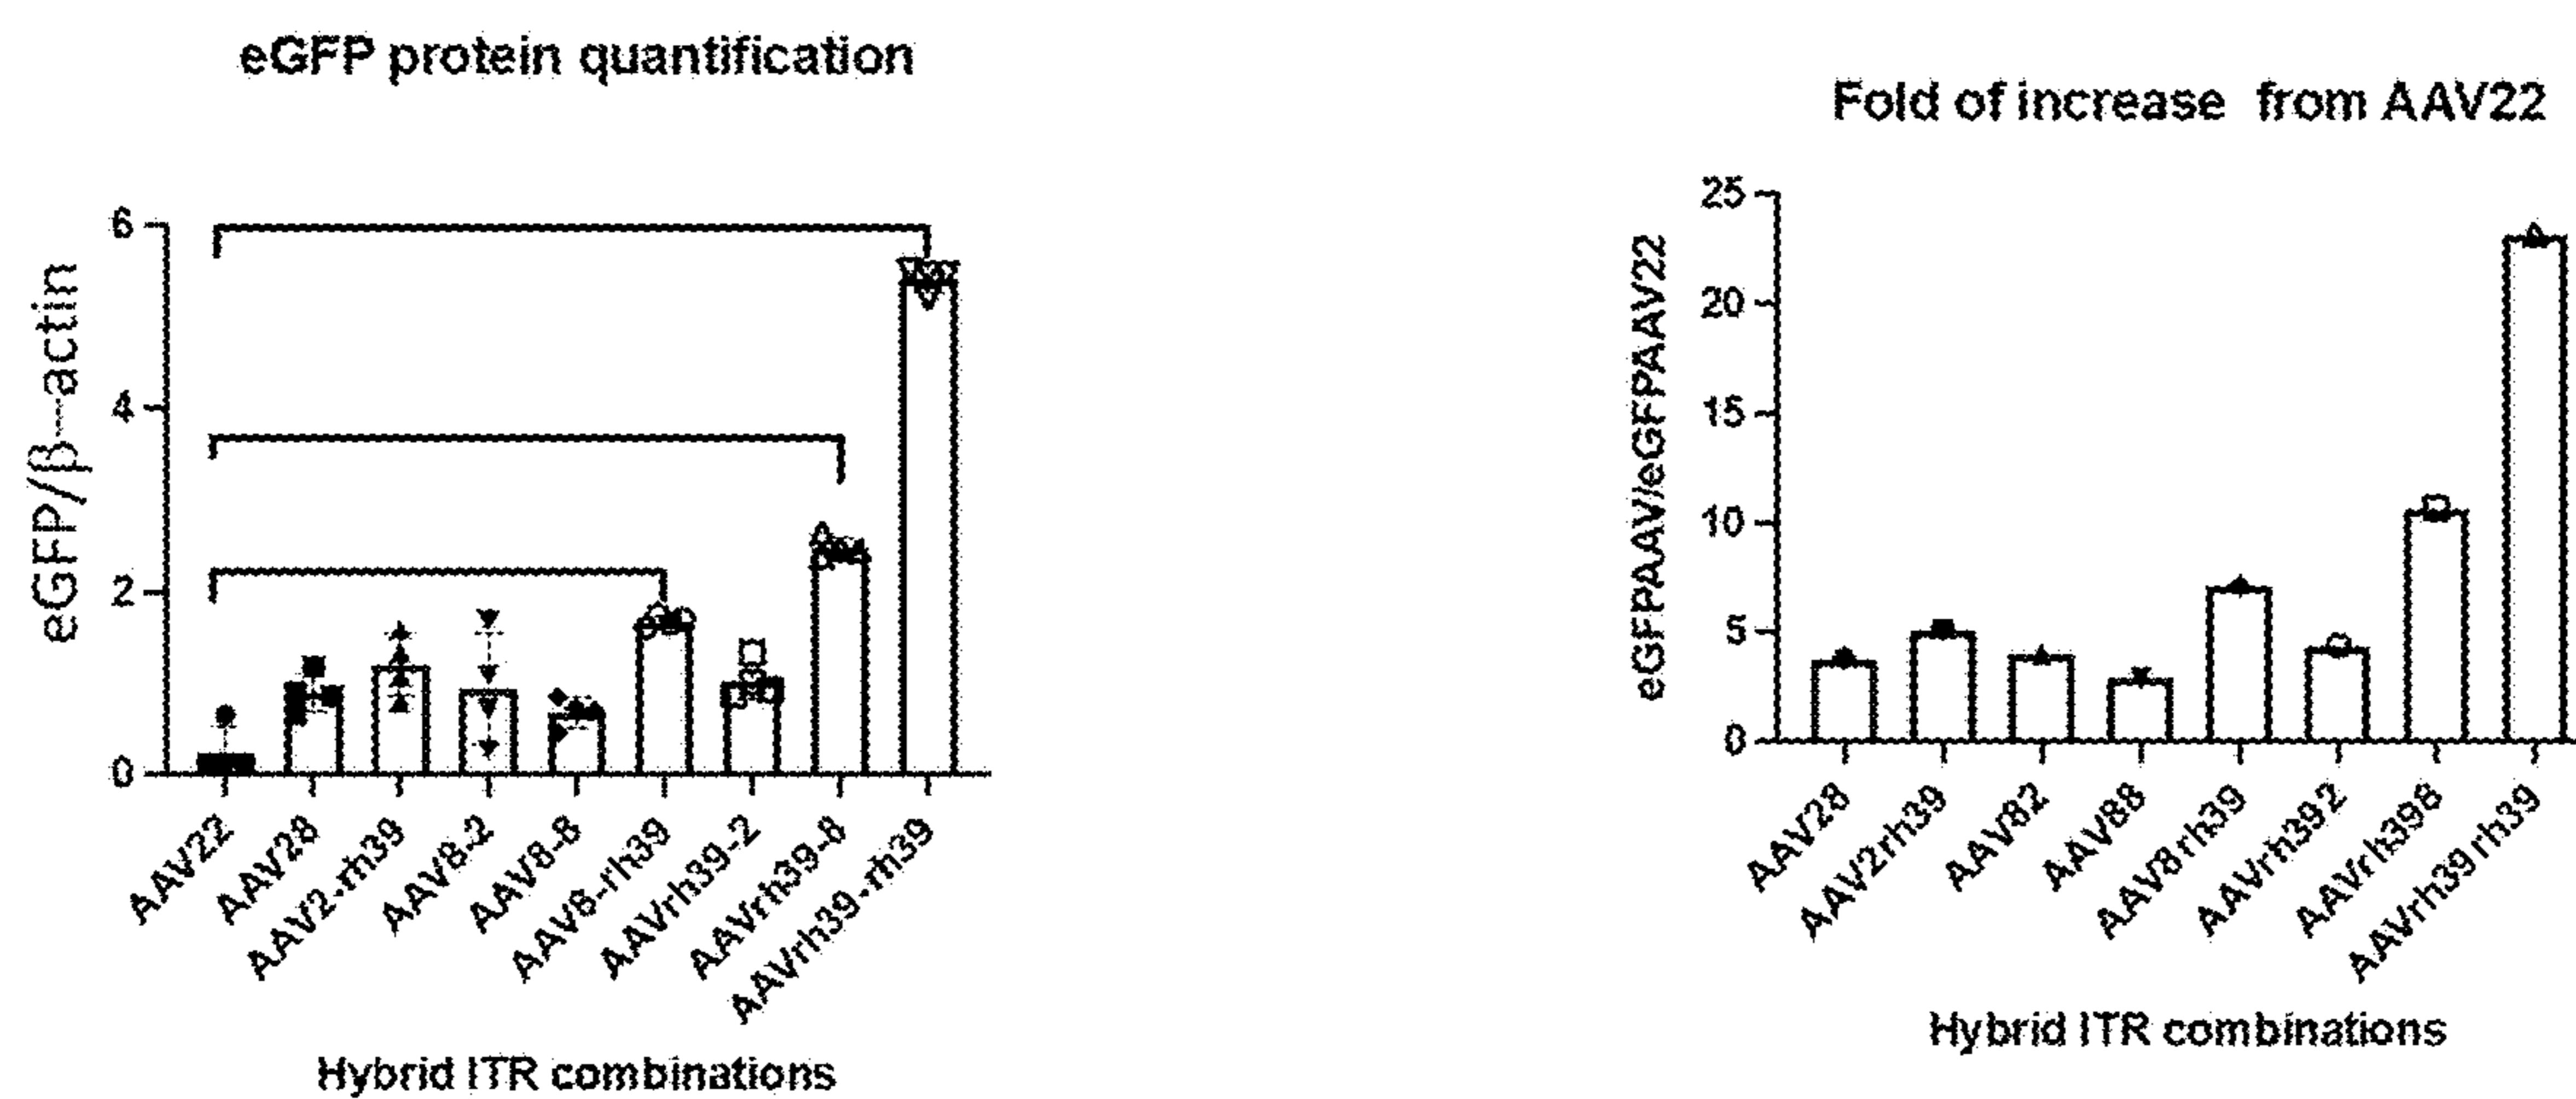 eGFP protein quantification
eGFP/β-actin
6
4
2
0
AAV22
AAV28
AAV2-rh39
AAV8-2
AAV8-8
AAV8-rh39
AAVrh39-2
AAVrh39-8
AAVrh39-rh39
Hybrid ITR combinations
Fold of increase from AAV22
eGFPAAV/eGFPAAV22
25
20
15
10
5
0
AAV28
AAV2rh39
AAV82
AAV88
AAV8rh39
AAVrh392
AAVrh398
AAVrh39rh39
Hybrid ITR combinations